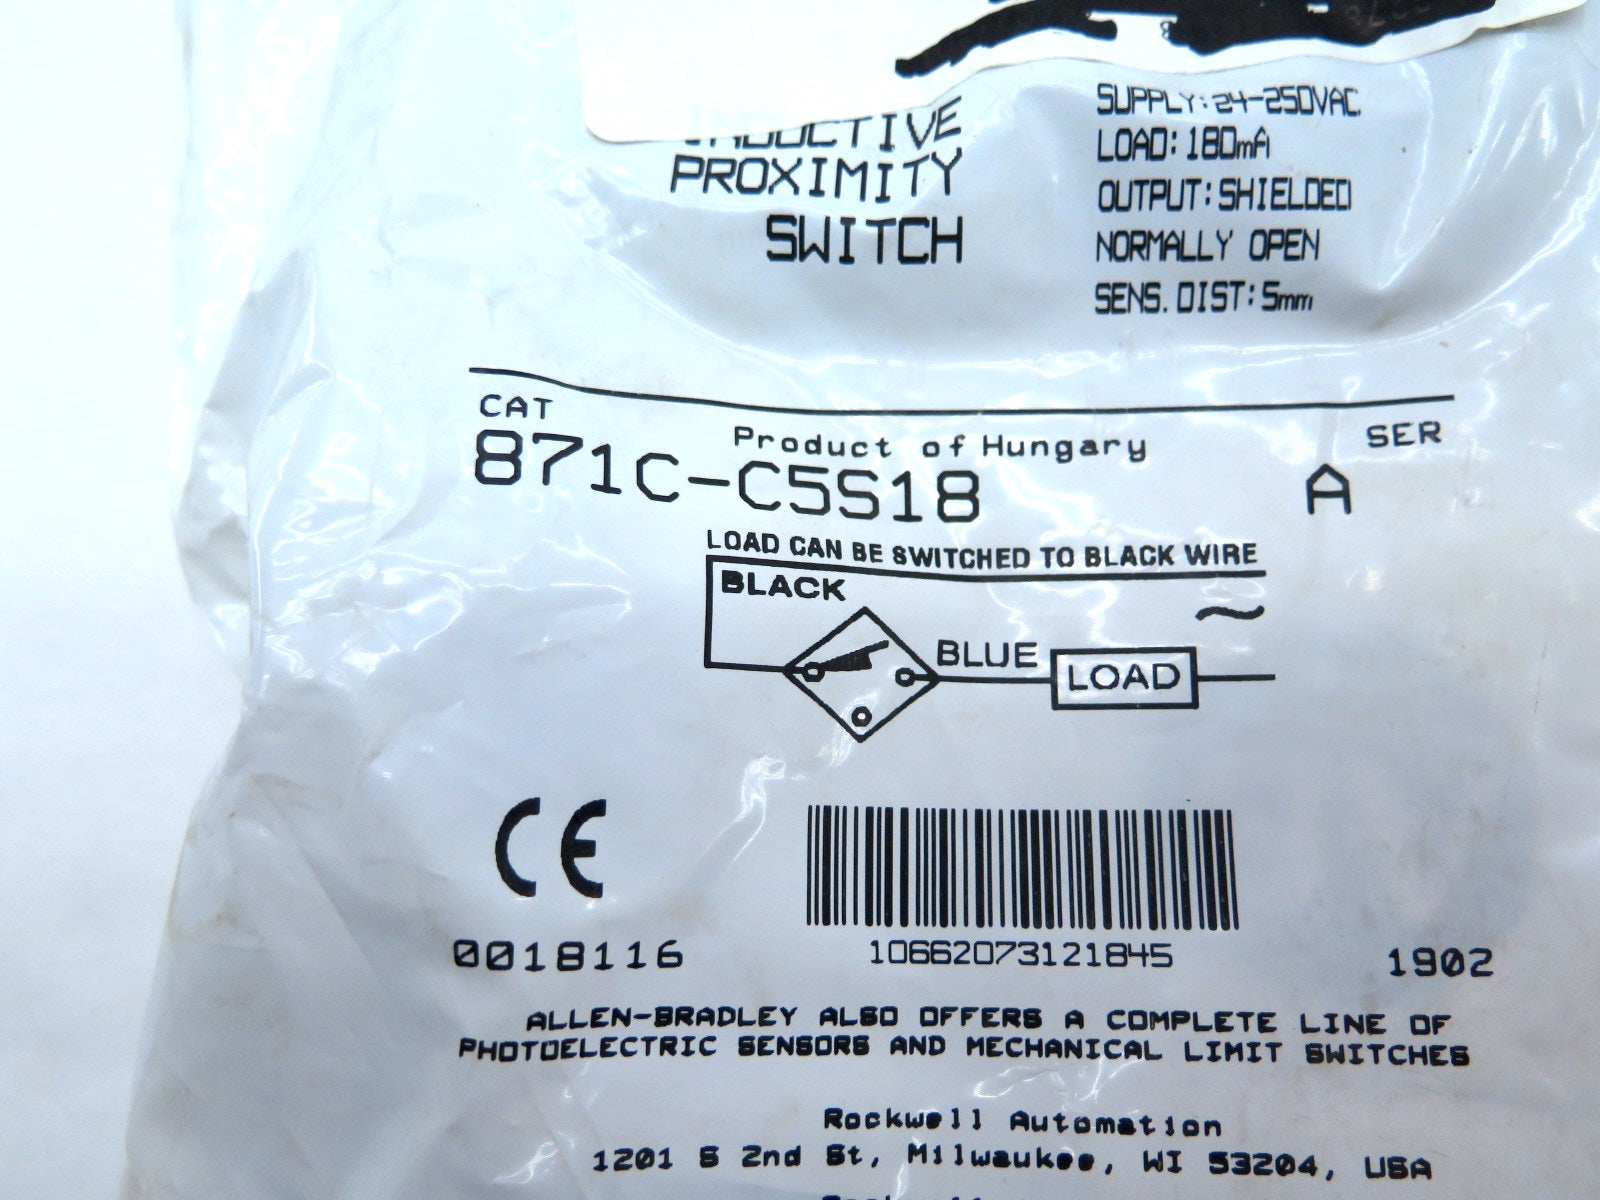 INDUCTIVE
PROXIMITY
SWITCH
SUPPLY: 24-250VAC
LOAD: 180mA
OUTPUT: SHIELDED
NORMALLY OPEN
SENS. DIST: 5mm
CAT
Product of Hungary
SER
871C-C5S18
A
LOAD CAN BE SWITCHED TO BLACK WIRE
BLACK
~
BLUE
LOAD
CE
0018116
10662073121845
1902
ALLEN-BRADLEY ALSO OFFERS A COMPLETE LINE OF
PHOTOELECTRIC SENSORS AND MECHANICAL LIMIT SWITCHES
Rockwell Automation
1201 S 2nd St, Milwaukee, WI 53204, USA